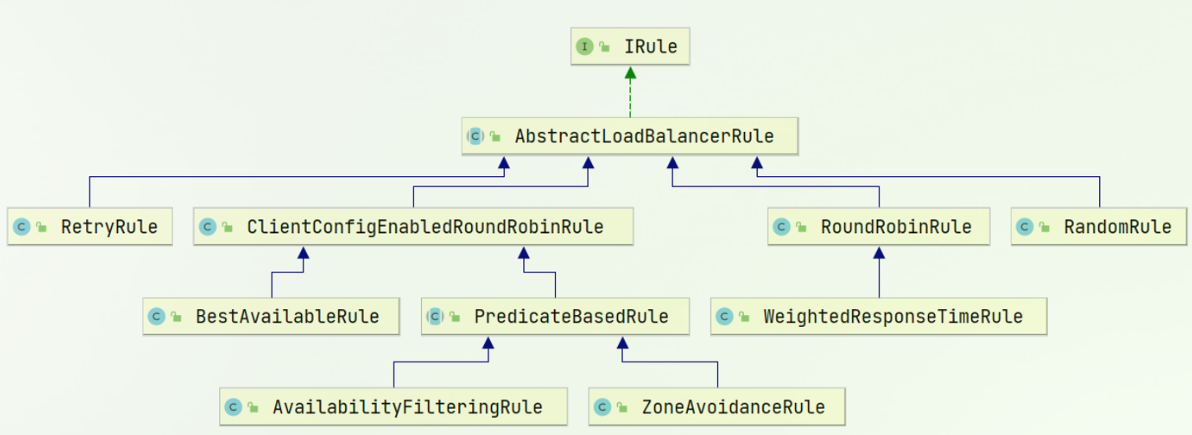 I IRule
C AbstractLoadBalancerRule
C RetryRule
C ClientConfigEnabledRoundRobinRule
C RoundRobinRule
C RandomRule
C BestAvailableRule
C PredicateBasedRule
C WeightedResponseTimeRule
C AvailabilityFilteringRule
C ZoneAvoidanceRule